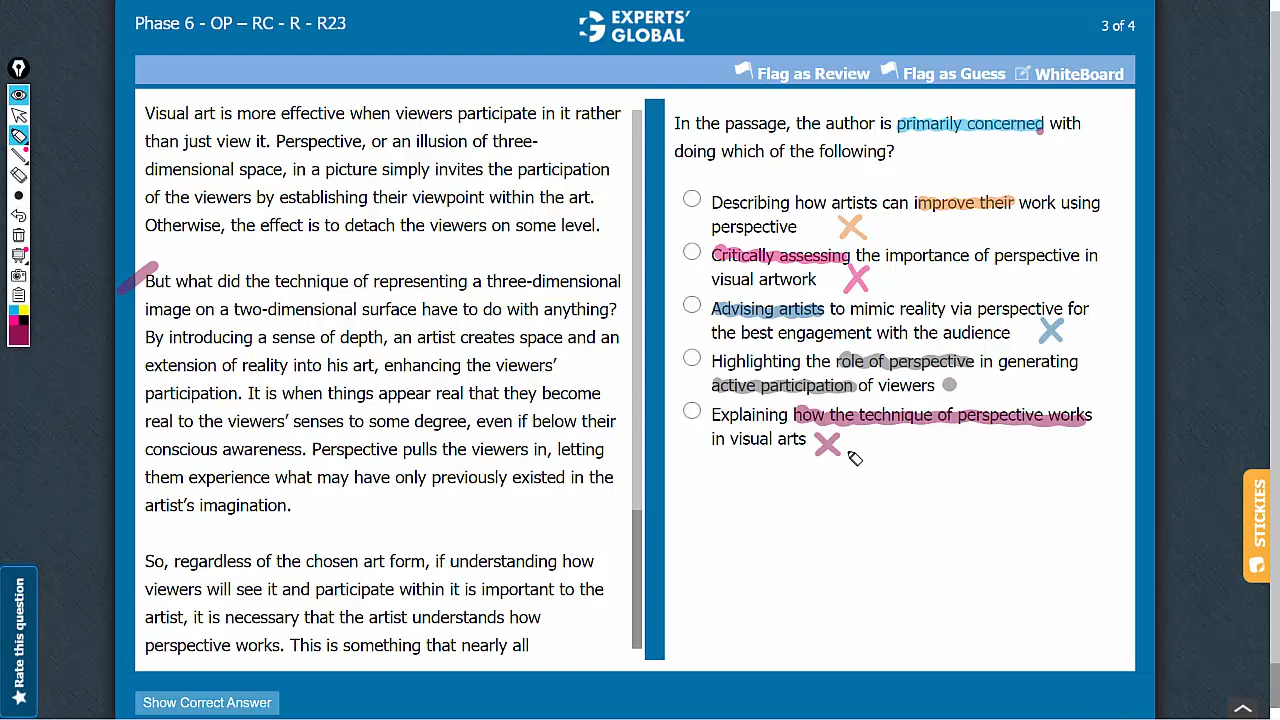 Phase 6 - OP – RC - R - R23
EXPERTS’
GLOBAL
3 of 4
Flag as Review
Flag as Guess
WhiteBoard
Visual art is more effective when viewers participate in it rather
than just view it. Perspective, or an illusion of three-
dimensional space, in a picture simply invites the participation
of the viewers by establishing their viewpoint within the art.
Otherwise, the effect is to detach the viewers on some level.
But what did the technique of representing a three-dimensional
image on a two-dimensional surface have to do with anything?
By introducing a sense of depth, an artist creates space and an
extension of reality into his art, enhancing the viewers’
participation. It is when things appear real that they become
real to the viewers’ senses to some degree, even if below their
conscious awareness. Perspective pulls the viewers in, letting
them experience what may have only previously existed in the
artist’s imagination.
So, regardless of the chosen art form, if understanding how
viewers will see it and participate within it is important to the
artist, it is necessary that the artist understands how
perspective works. This is something that nearly all
In the passage, the author is primarily concerned with
doing which of the following?
Describing how artists can improve their work using
perspective
Critically assessing the importance of perspective in
visual artwork
Advising artists to mimic reality via perspective for
the best engagement with the audience
Highlighting the role of perspective in generating
active participation of viewers
Explaining how the technique of perspective works
in visual arts
STICKIES
Rate this question
Show Correct Answer